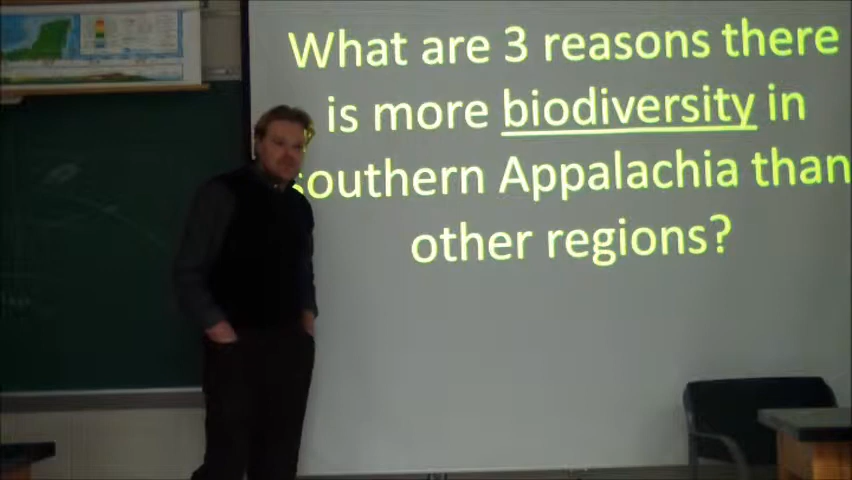 What are 3 reasons there
is more biodiversity in
southern Appalachia than
other regions?